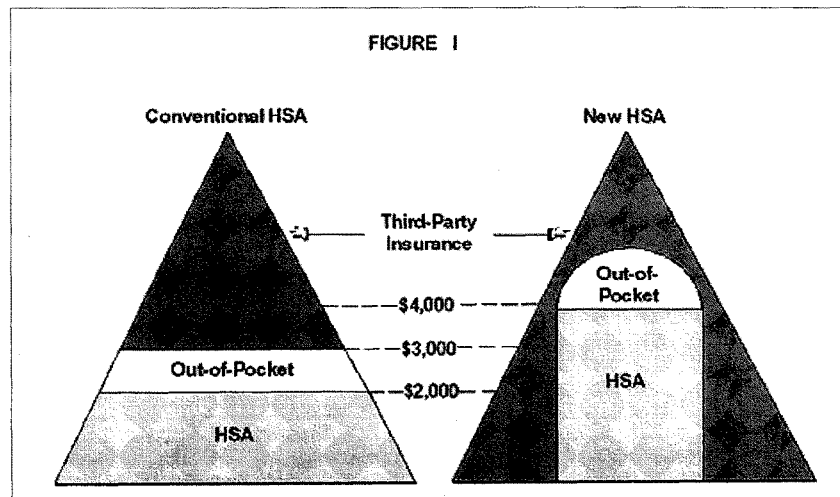 FIGURE I
Conventional HSA
New HSA
Third-Party
Insurance
Out-of-
Pocket
$4,000
$3,000
Out-of-Pocket
$2,000
HSA
HSA